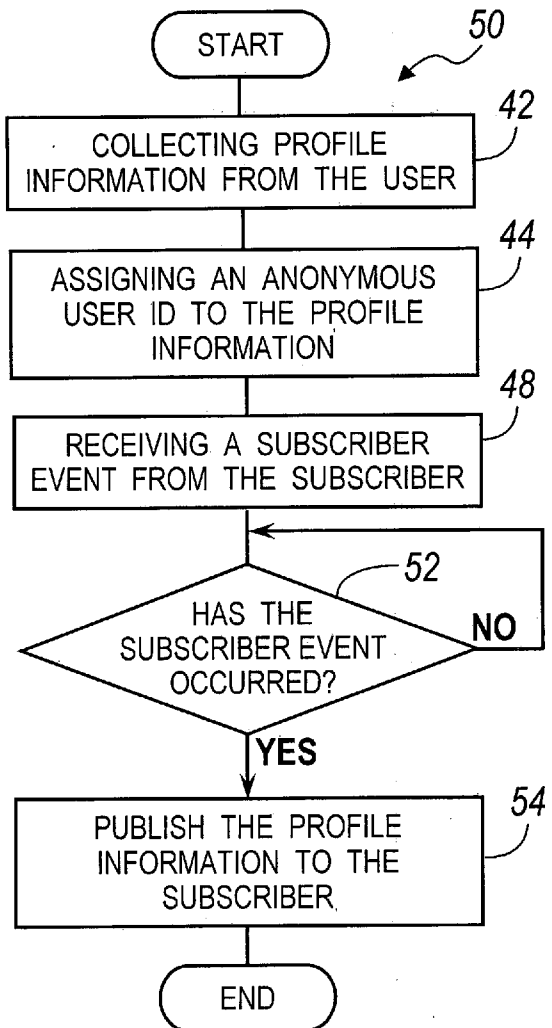 START
50
42
COLLECTING PROFILE
INFORMATION FROM THE USER
44
ASSIGNING AN ANONYMOUS
USER ID TO THE PROFILE
INFORMATION
48
RECEIVING A SUBSCRIBER
EVENT FROM THE SUBSCRIBER
52
HAS THE
SUBSCRIBER EVENT
OCCURRED?
NO
YES
54
PUBLISH THE PROFILE
INFORMATION TO THE
SUBSCRIBER
END